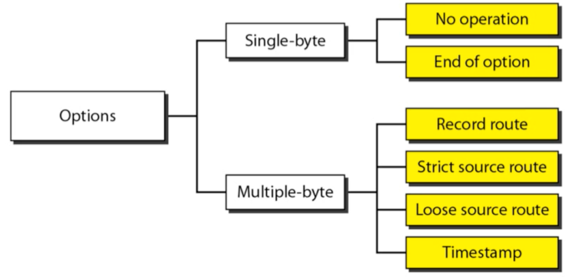 Options
Single-byte
No operation
End of option
Multiple-byte
Record route
Strict source route
Loose source route
Timestamp